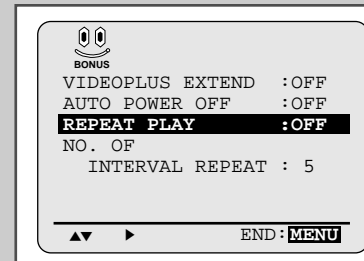 BONUS
VIDEOPLUS EXTEND :OFF
AUTO POWER OFF :OFF
REPEAT PLAY :OFF
NO. OF
INTERVAL REPEAT : 5
▲▼ ▶ END:MENU